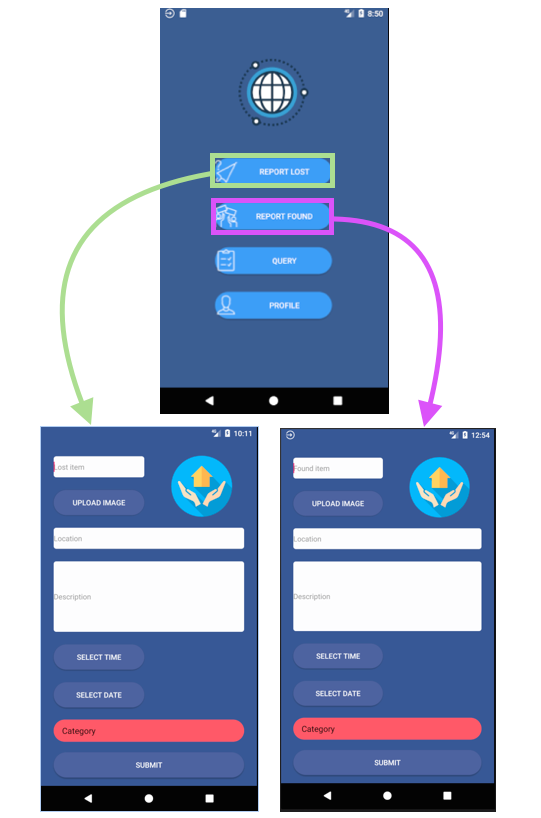 8:50
REPORT LOST
REPORT FOUND
QUERY
PROFILE
10:11
Lost item
UPLOAD IMAGE
Location
Description
SELECT TIME
SELECT DATE
Category
SUBMIT
12:54
Found item
UPLOAD IMAGE
Location
Description
SELECT TIME
SELECT DATE
Category
SUBMIT